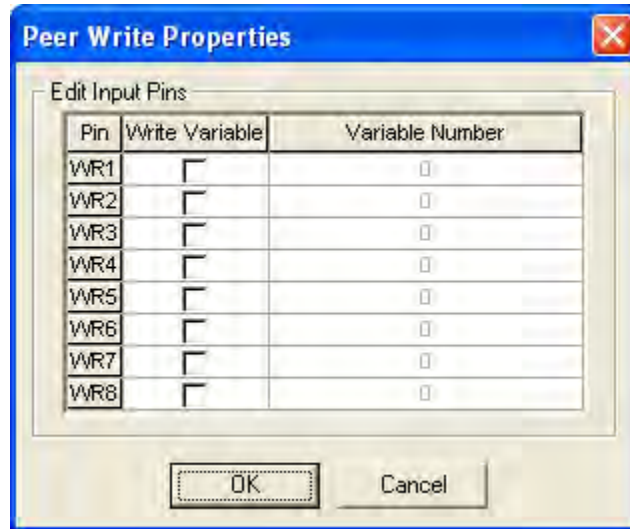 Peer Write Properties
Edit Input Pins
Pin Write Variable Variable Number
WR1 0
WR2 0
WR3 0
WR4 0
WR5 0
WR6 0
WR7 0
WR8 0
OK Cancel